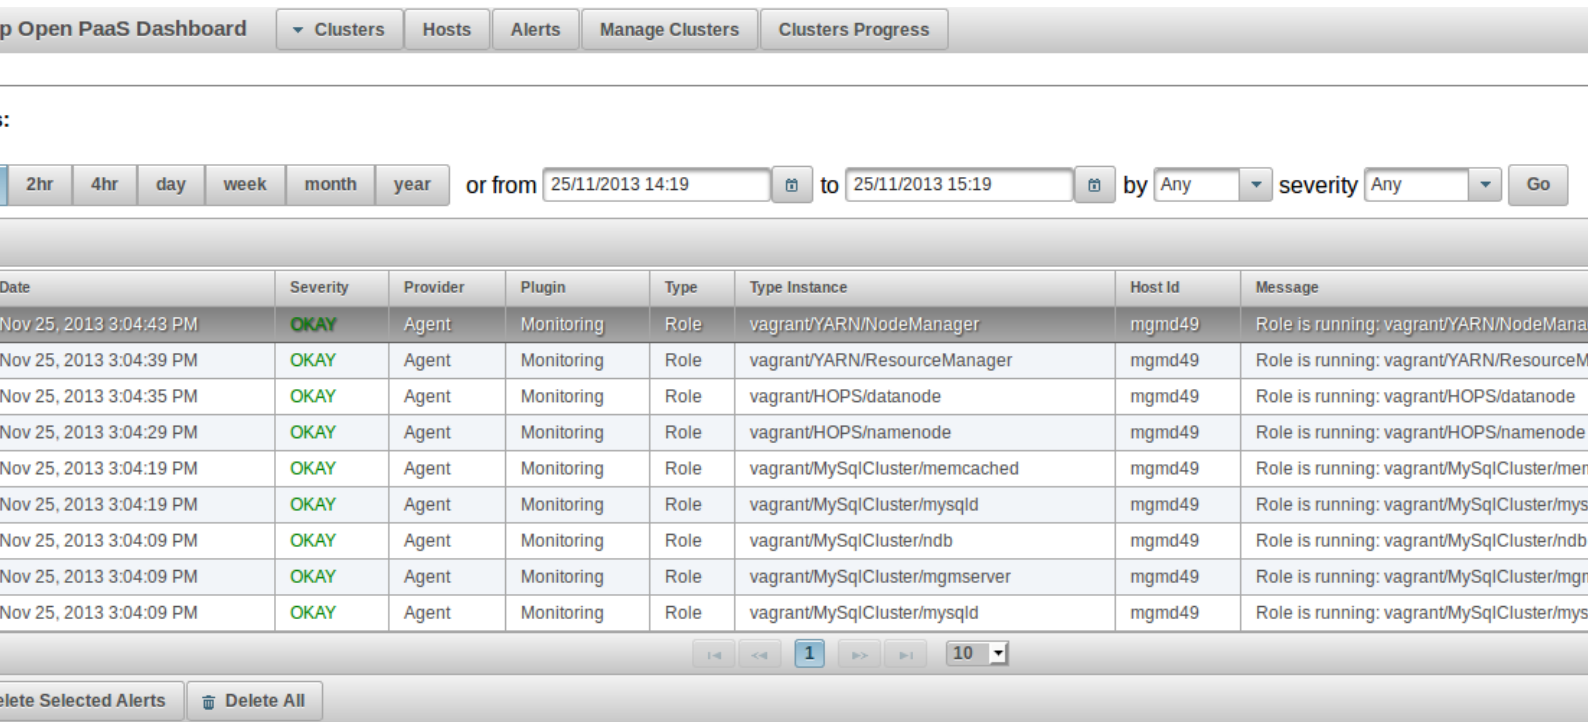 p Open PaaS Dashboard Clusters Hosts Alerts Manage Clusters Clusters Progress
s:
2hr 4hr day week month year or from 25/11/2013 14:19 to 25/11/2013 15:19 by Any severity Any Go
Date Severity Provider Plugin Type Type Instance Host Id Message
Nov 25, 2013 3:04:43 PM OKAY Agent Monitoring Role vagrant/YARN/NodeManager mgmd49 Role is running: vagrant/YARN/NodeMana
Nov 25, 2013 3:04:39 PM OKAY Agent Monitoring Role vagrant/YARN/ResourceManager mgmd49 Role is running: vagrant/YARN/ResourceM
Nov 25, 2013 3:04:35 PM OKAY Agent Monitoring Role vagrant/HOPS/datanode mgmd49 Role is running: vagrant/HOPS/datanode
Nov 25, 2013 3:04:29 PM OKAY Agent Monitoring Role vagrant/HOPS/namenode mgmd49 Role is running: vagrant/HOPS/namenode
Nov 25, 2013 3:04:19 PM OKAY Agent Monitoring Role vagrant/MySqlCluster/memcached mgmd49 Role is running: vagrant/MySqlCluster/mem
Nov 25, 2013 3:04:19 PM OKAY Agent Monitoring Role vagrant/MySqlCluster/mysqld mgmd49 Role is running: vagrant/MySqlCluster/mys
Nov 25, 2013 3:04:09 PM OKAY Agent Monitoring Role vagrant/MySqlCluster/ndb mgmd49 Role is running: vagrant/MySqlCluster/ndb
Nov 25, 2013 3:04:09 PM OKAY Agent Monitoring Role vagrant/MySqlCluster/mgmserver mgmd49 Role is running: vagrant/MySqlCluster/mgm
Nov 25, 2013 3:04:09 PM OKAY Agent Monitoring Role vagrant/MySqlCluster/mysqld mgmd49 Role is running: vagrant/MySqlCluster/mys
1 10
elete Selected Alerts Delete All